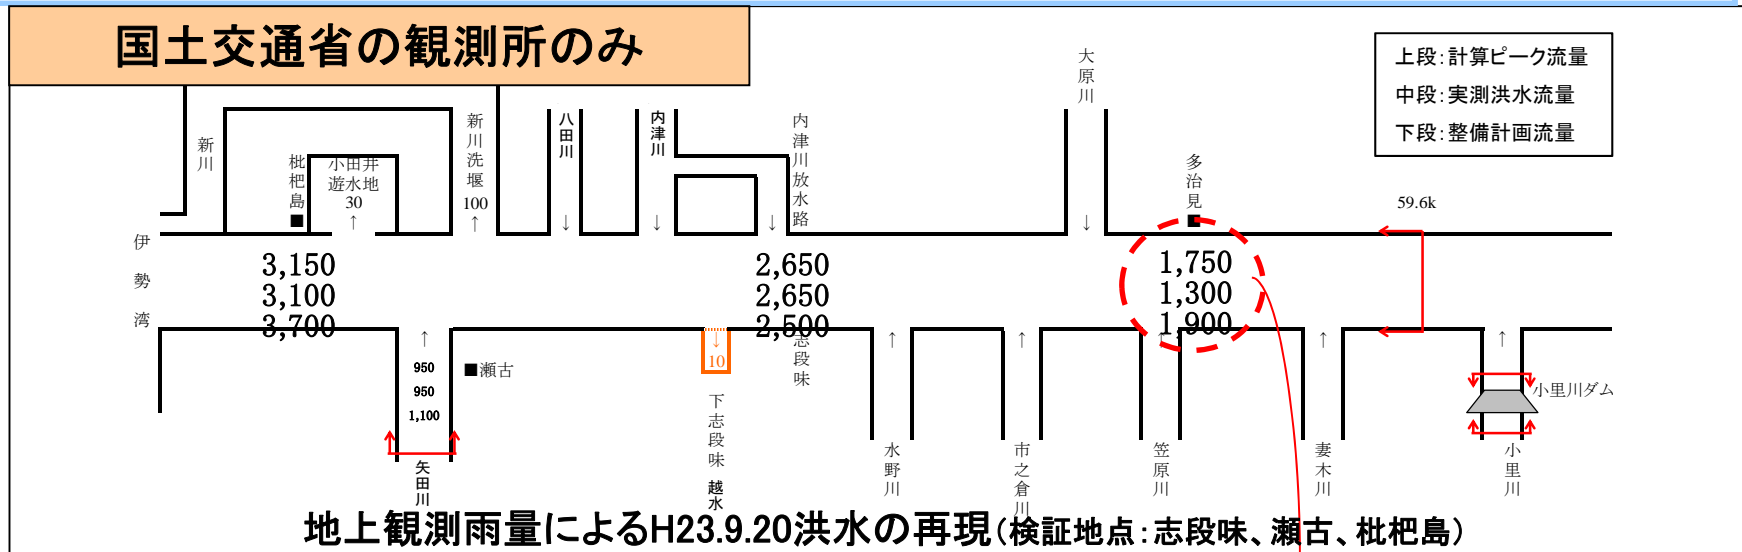 国土交通省の観測所のみ
上段:計算ピーク流量
中段:実測洪水流量
下段:整備計画流量
大原川
新川
枇杷島
小田井
遊水地
30
↑
新川洗堰
100
↑
八田川
↓
内津川
↓
内津川放水路
↓
↓
多治見
59.6k
伊勢湾
3,150
3,100
3,700
2,650
2,650
2,500
1,750
1,300
1,900
↑
950
950
1,100
矢田川
瀬古
↓
10
下志段味
越水
志段味
↑
水野川
↑
市之倉川
↑
笠原川
↑
妻木川
↑
小里川ダム
小里川
地上観測雨量によるH23.9.20洪水の再現(検証地点:志段味、瀬古、枇杷島)